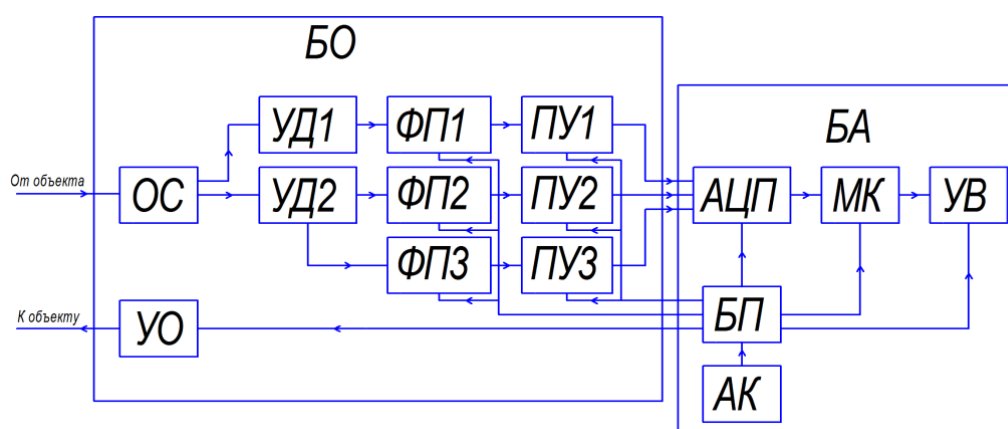 БО
БА
УД1
ФП1
ПУ1
От объекта
ОС
УД2
ФП2
ПУ2
АЦП
МК
УВ
ФП3
ПУ3
К объекту
УО
БП
АК